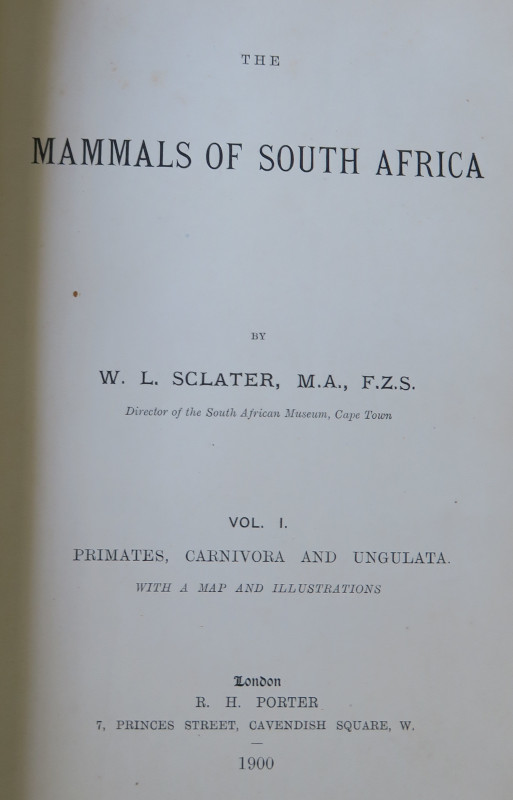 THE
MAMMALS OF SOUTH AFRICA
BY
W. L. SCLATER, M.A., F.Z.S.
Director of the South African Museum, Cape Town
VOL. I.
PRIMATES, CARNIVORA AND UNGULATA.
WITH A MAP AND ILLUSTRATIONS
London
R. H. PORTER
7, PRINCES STREET, CAVENDISH SQUARE, W.
1900